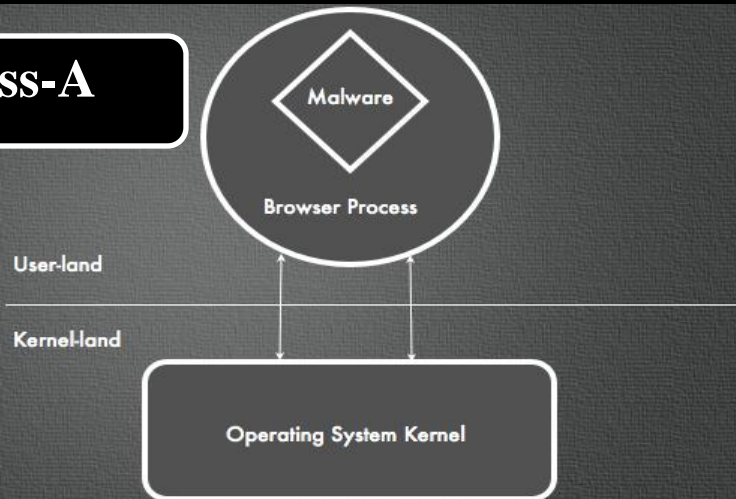 ss-A
Malware
Browser Process
User-land
Kernel-land
Operating System Kernel